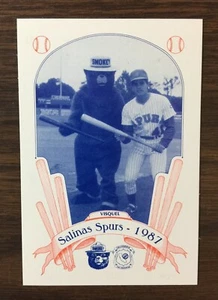 SMOKEY
SPURS
VISQUEL
Salinas Spurs - 1987